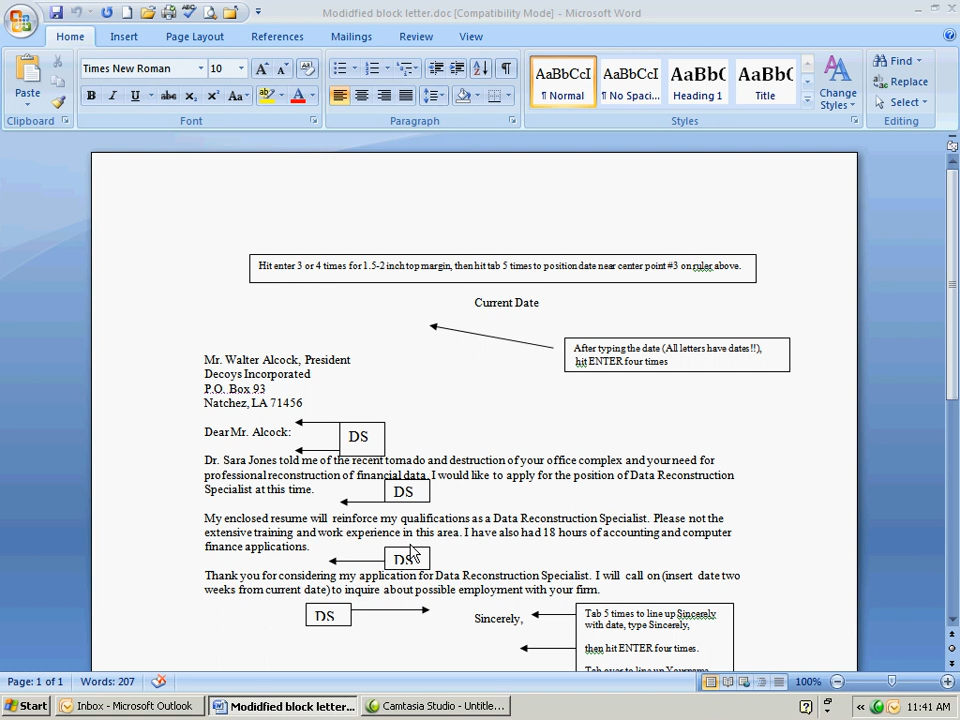 Modidfied block letter.doc [Compatibility Mode] - Microsoft Word
Home Insert Page Layout References Mailings Review View
Times New Roman 10
Paste
B I U abc X₂ X² Aa A
AaBbCcI AaBbCcI AaBbC AaBbC
¶ Normal ¶ No Spaci... Heading 1 Title
Change Styles
Find
Replace
Select
Clipboard Font Paragraph Styles Editing
Hit enter 3 or 4 times for 1.5-2 inch top margin, then hit tab 5 times to position date near center point #3 on ruler above.
Current Date
After typing the date (All letters have dates!!),
hit ENTER four times
Mr. Walter Alcock, President
Decoys Incorporated
P.O. Box 93
Natchez, LA 71456
DS
Dear Mr. Alcock:
Dr. Sara Jones told me of the recent tornado and destruction of your office complex and your need for
professional reconstruction of financial data. I would like to apply for the position of Data Reconstruction
Specialist at this time.
DS
My enclosed resume will reinforce my qualifications as a Data Reconstruction Specialist. Please not the
extensive training and work experience in this area. I have also had 18 hours of accounting and computer
finance applications.
DS
Thank you for considering my application for Data Reconstruction Specialist. I will call on (insert date two
weeks from current date) to inquire about possible employment with your firm.
DS
Sincerely,
Tab 5 times to line up Sincerely
with date, type Sincerely,
then hit ENTER four times.
Tab over to line up Yourname
Page: 1 of 1 Words: 207 100%
Start Inbox - Microsoft Outlook Modidfied block letter... Camtasia Studio - Untitle... 11:41 AM